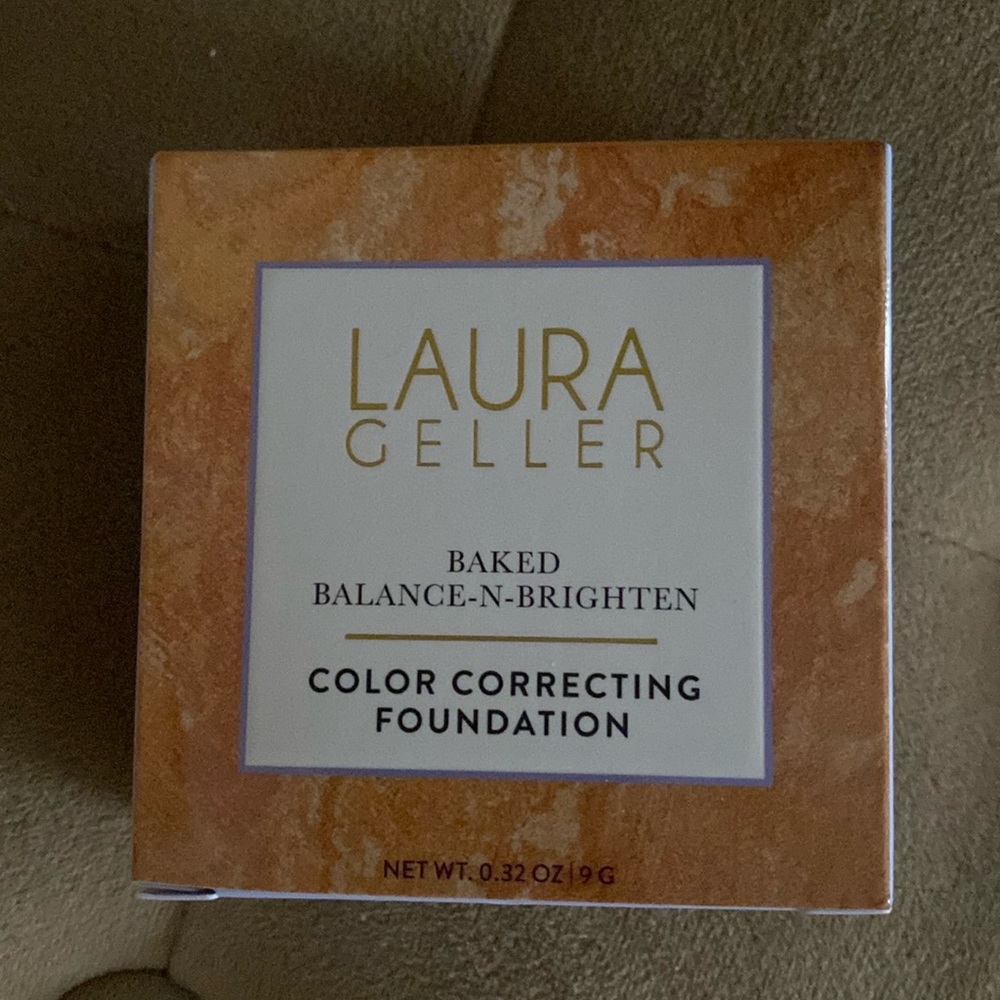 LAURA
GELLER
BAKED
BALANCE-N-BRIGHTEN
COLOR CORRECTING
FOUNDATION
NET WT. 0.32 OZ | 9 G